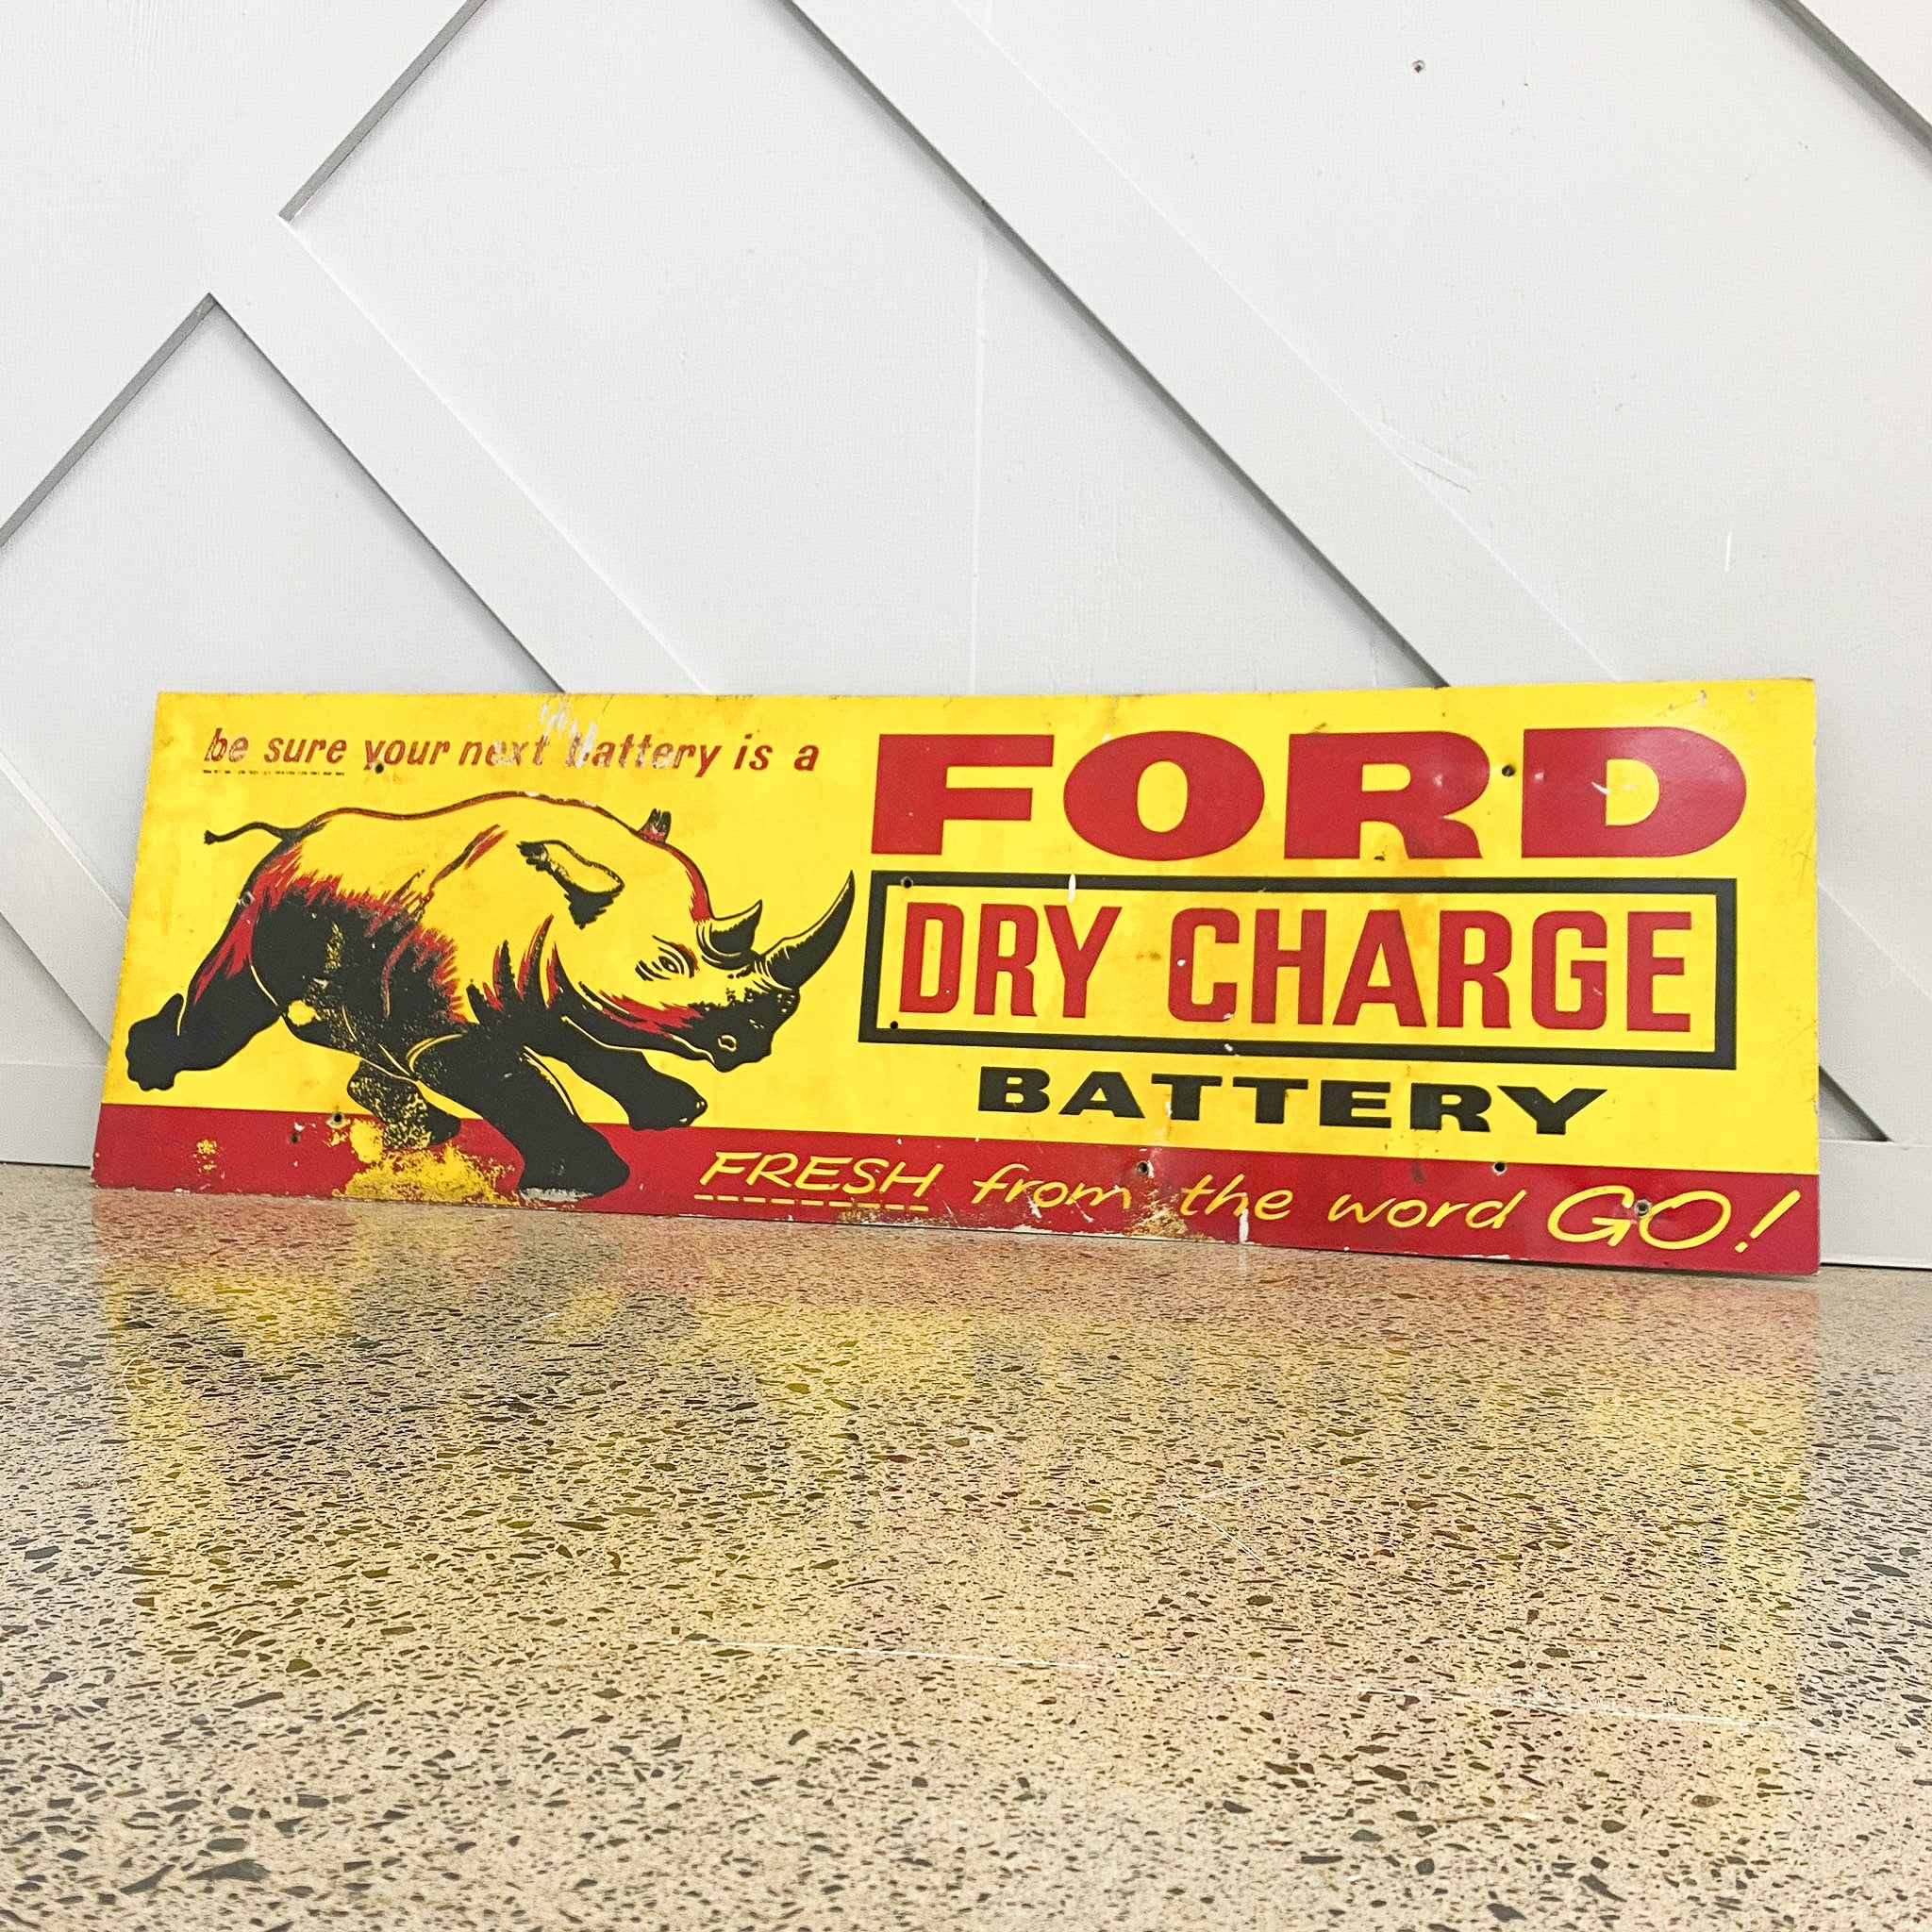 be sure your next battery is a
FORD
DRY CHARGE
BATTERY
FRESH from the word GO!